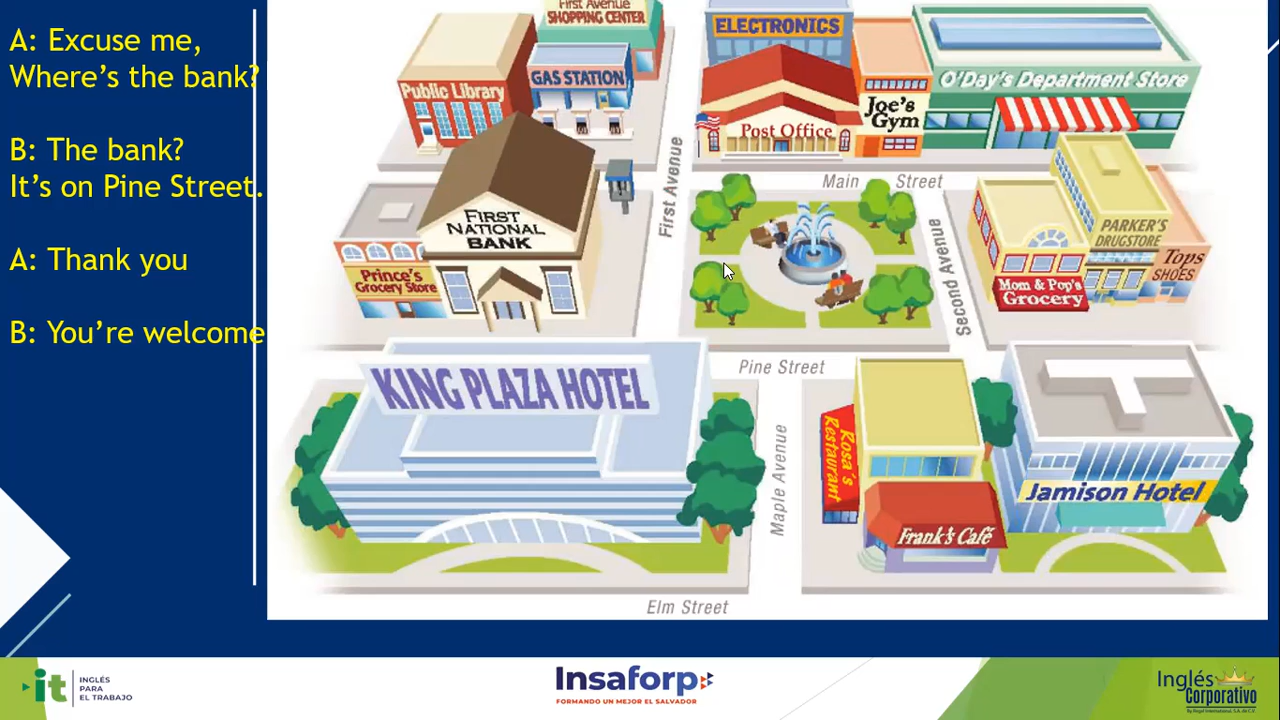 A: Excuse me,
Where's the bank?
B: The bank?
It's on Pine Street.
A: Thank you
B: You're welcome
First Avenue
SHOPPING CENTER
Public Library
GAS STATION
ELECTRONICS
Post Office
Joe's
Gym
O'Day's Department Store
First Avenue
Main Street
Second Avenue
FIRST
NATIONAL
BANK
Prince's
Grocery Store
PARKER'S
DRUGSTORE
Tops
SHOES
Mom & Pop's
Grocery
KING PLAZA HOTEL
Pine Street
Maple Avenue
Rosa's
Restaurant
Frank's Café
Jamison Hotel
Elm Street
it
INGLÉS
PARA
EL TRABAJO
Insaforp
FORMANDO UN MEJOR EL SALVADOR
Inglés
Corporativo
By Angel International, S.A. de C.V.